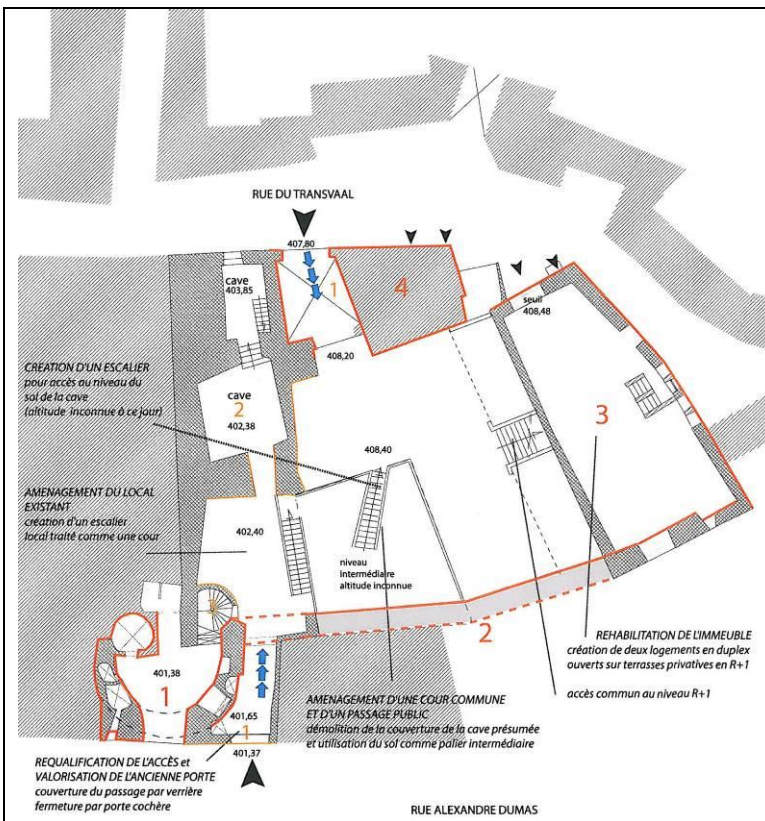 RUE DU TRANSVAAL
407,80
cave
403,85
1
4
seuil
408,48
408,20
CREATION D'UN ESCALIER
pour accès au niveau du
sol de la cave
(altitude inconnue à ce jour)
cave
2
402,38
3
408,40
AMENAGEMENT DU LOCAL
EXISTANT
création d'un escalier
local traité comme une cour
402,40
niveau
intermédiaire
altitude inconnue
1
2
REHABILITATION DE L'IMMEUBLE
création de deux logements en duplex
ouverts sur terrasses privatives en R+1
accès commun au niveau R+1
401,38
1
401,65
1
401,37
AMENAGEMENT D'UNE COUR COMMUNE
ET D'UN PASSAGE PUBLIC
démolition de la couverture de la cave présumée
et utilisation du sol comme palier intermédiaire
REQUALIFICATION DE L'ACCÈS et
VALORISATION DE L'ANCIENNE PORTE
couverture du passage par verrière
fermeture par porte cochère
RUE ALEXANDRE DUMAS